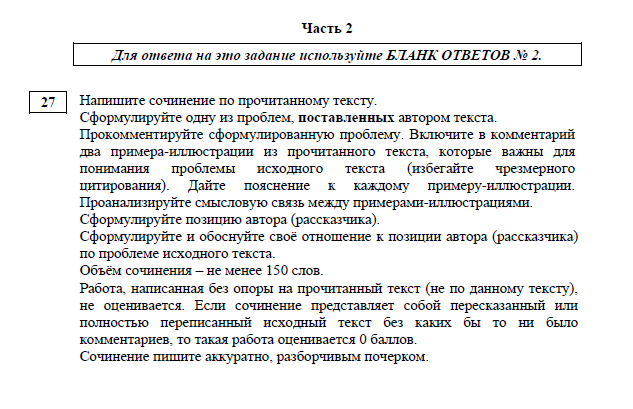 Часть 2
Для ответа на это задание используйте БЛАНК ОТВЕТОВ № 2.
27
Напишите сочинение по прочитанному тексту.
Сформулируйте одну из проблем, поставленных автором текста.
Прокомментируйте сформулированную проблему. Включите в комментарий
два примера-иллюстрации из прочитанного текста, которые важны для
понимания проблемы исходного текста (избегайте чрезмерного
цитирования). Дайте пояснение к каждому примеру-иллюстрации.
Проанализируйте смысловую связь между примерами-иллюстрациями.
Сформулируйте позицию автора (рассказчика).
Сформулируйте и обоснуйте своё отношение к позиции автора (рассказчика)
по проблеме исходного текста.
Объём сочинения – не менее 150 слов.
Работа, написанная без опоры на прочитанный текст (не по данному тексту),
не оценивается. Если сочинение представляет собой пересказанный или
полностью переписанный исходный текст без каких бы то ни было
комментариев, то такая работа оценивается 0 баллов.
Сочинение пишите аккуратно, разборчивым почерком.